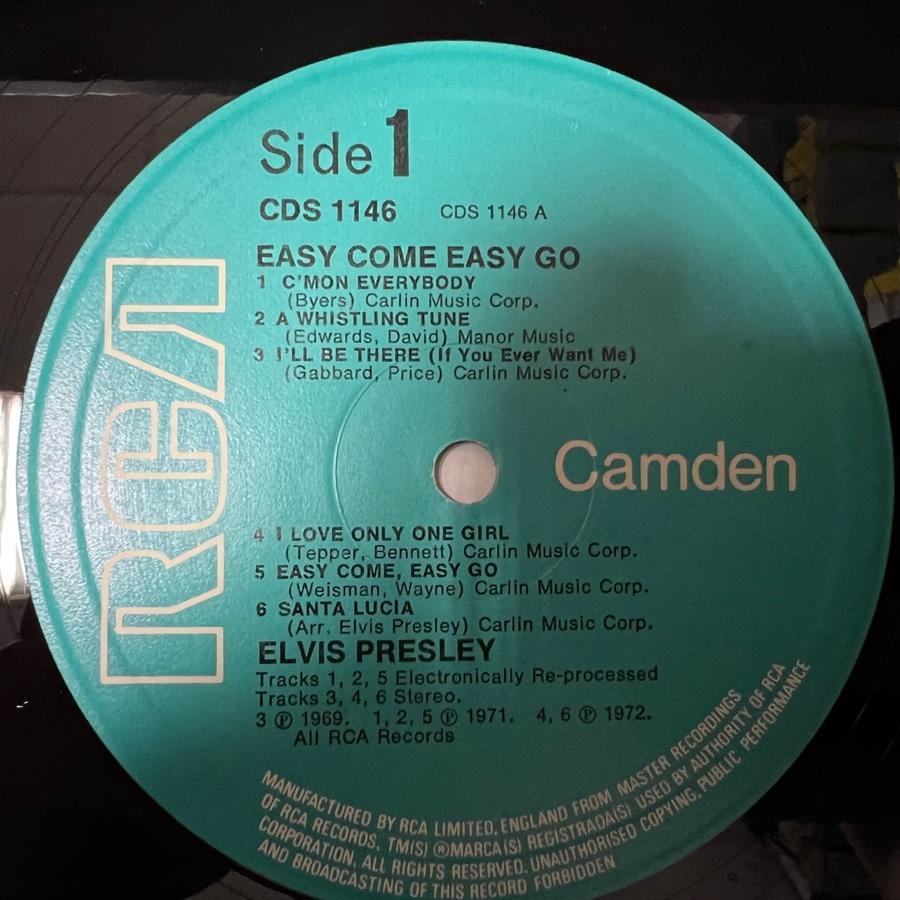 Side 1
CDS 1146 CDS 1146 A
EASY COME EASY GO
1 C'MON EVERYBODY
(Byers) Carlin Music Corp.
2 A WHISTLING TUNE
(Edwards, David) Manor Music
3 I'LL BE THERE (If You Ever Want Me)
(Gabbard, Price) Carlin Music Corp.
RCA
Camden
4 I LOVE ONLY ONE GIRL
(Tepper, Bennett) Carlin Music Corp.
5 EASY COME, EASY GO
(Weisman, Wayne) Carlin Music Corp.
6 SANTA LUCIA
(Arr. Elvis Presley) Carlin Music Corp.
ELVIS PRESLEY
Tracks 1, 2, 5 Electronically Re-processed
Tracks 3, 4, 6 Stereo.
3 ℗ 1969. 1, 2, 5 ℗ 1971. 4, 6 ℗ 1972.
All RCA Records
MANUFACTURED BY RCA LIMITED, ENGLAND FROM MASTER RECORDINGS
OF RCA RECORDS. TM(S) ®MARCA(S) REGISTRADA(S) USED BY AUTHORITY OF RCA
CORPORATION, ALL RIGHTS RESERVED. UNAUTHORISED COPYING, PUBLIC PERFORMANCE
AND BROADCASTING OF THIS RECORD FORBIDDEN